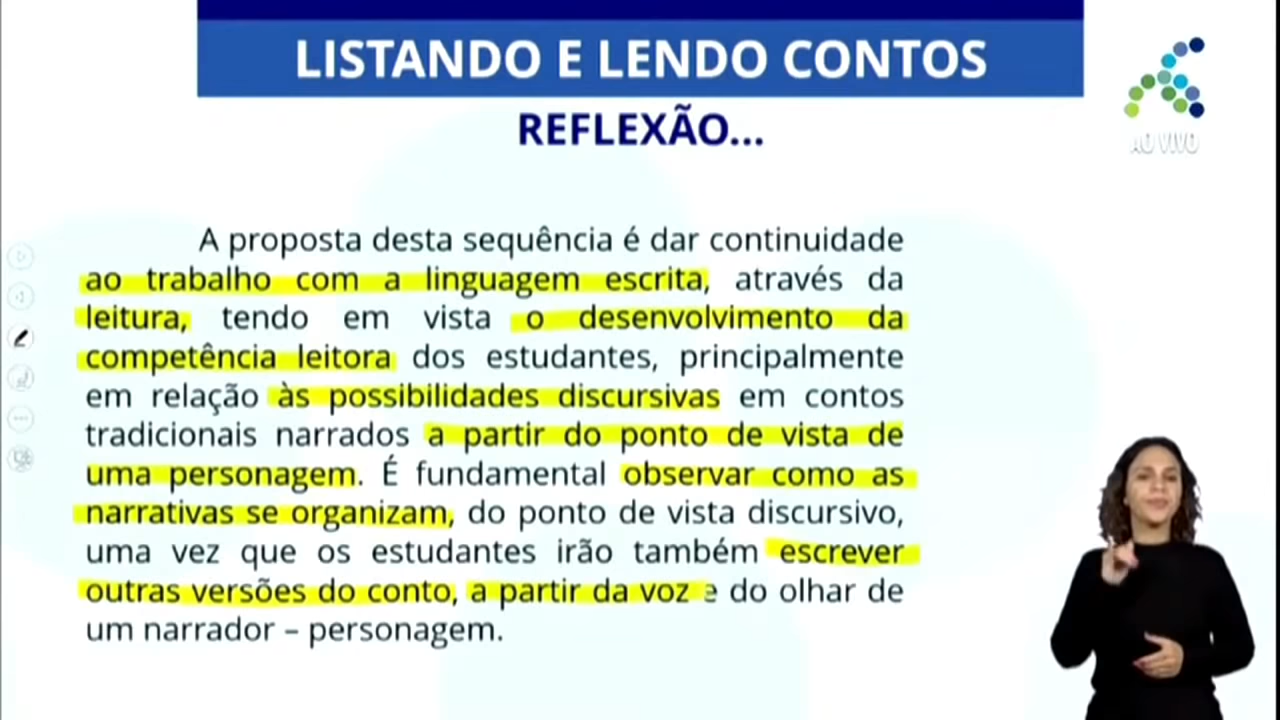 LISTANDO E LENDO CONTOS
REFLEXÃO...
AO VIVO
A proposta desta sequência é dar continuidade
ao trabalho com a linguagem escrita, através da
leitura, tendo em vista o desenvolvimento da
competência leitora dos estudantes, principalmente
em relação às possibilidades discursivas em contos
tradicionais narrados a partir do ponto de vista de
uma personagem. É fundamental observar como as
narrativas se organizam, do ponto de vista discursivo,
uma vez que os estudantes irão também escrever
outras versões do conto, a partir da voz e do olhar de
um narrador – personagem.